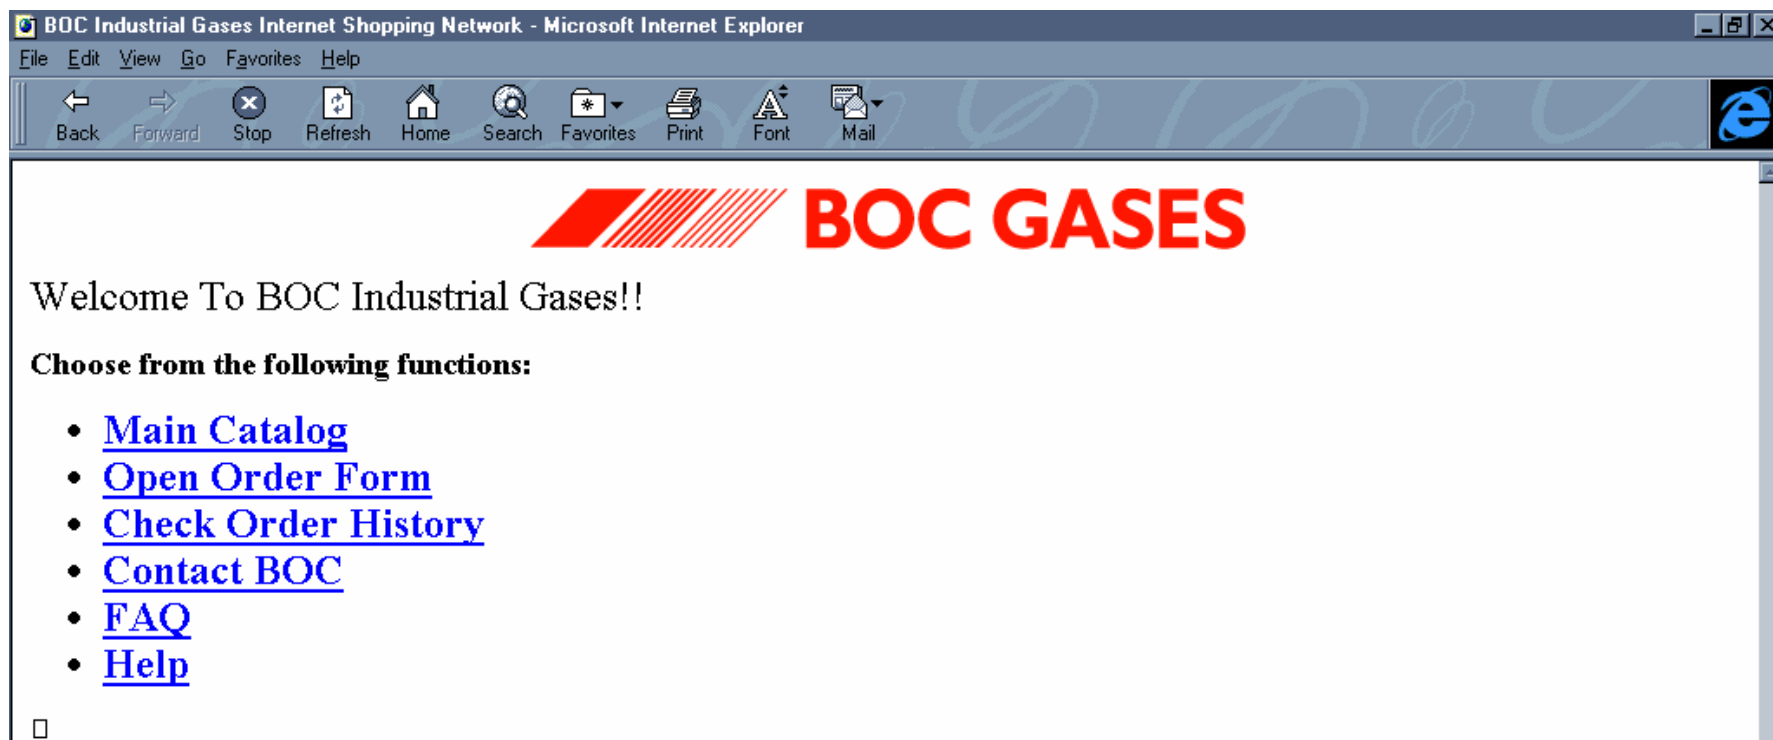 BOC Industrial Gases Internet Shopping Network - Microsoft Internet Explorer
File Edit View Go Favorites Help
Back Forward Stop Refresh Home Search Favorites Print Font Mail
BOC GASES
Welcome To BOC Industrial Gases!!
Choose from the following functions:
• Main Catalog
• Open Order Form
• Check Order History
• Contact BOC
• FAQ
• Help